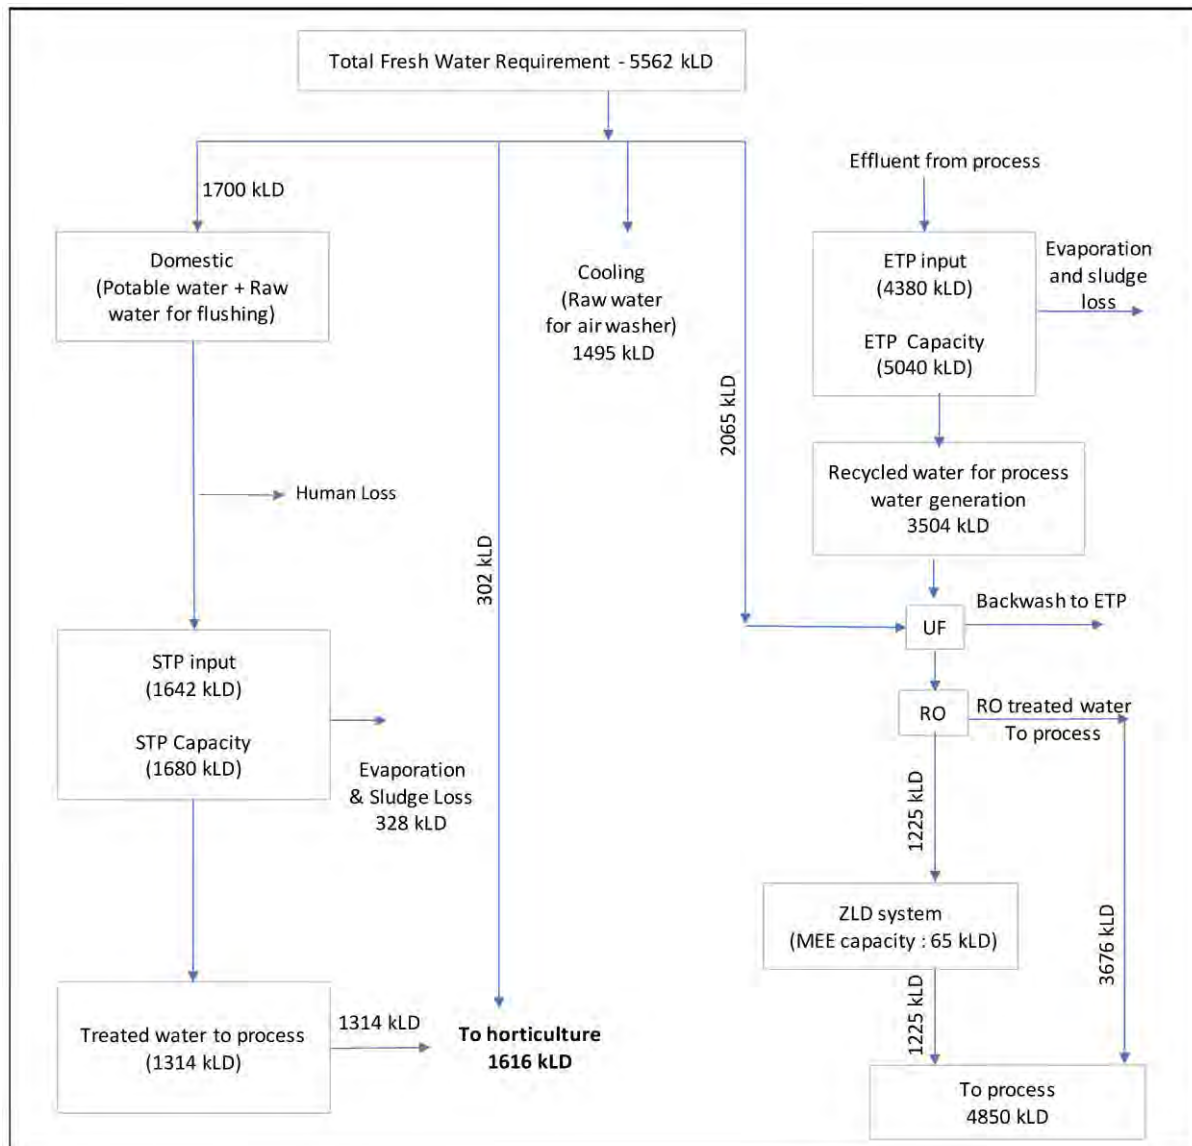 Total Fresh Water Requirement - 5562 kLD
1700 kLD
Domestic
(Potable water + Raw
water for flushing)
Human Loss
STP input
(1642 kLD)
STP Capacity
(1680 kLD)
Evaporation
& Sludge Loss
328 kLD
Treated water to process
(1314 kLD)
1314 kLD
302 kLD
To horticulture
1616 kLD
Cooling
(Raw water
for air washer)
1495 kLD
2065 kLD
Effluent from process
ETP input
(4380 kLD)
ETP Capacity
(5040 kLD)
Evaporation
and sludge
loss
Recycled water for process
water generation
3504 kLD
UF
Backwash to ETP
RO
RO treated water
To process
1225 kLD
ZLD system
(MEE capacity : 65 kLD)
1225 kLD
3676 kLD
To process
4850 kLD